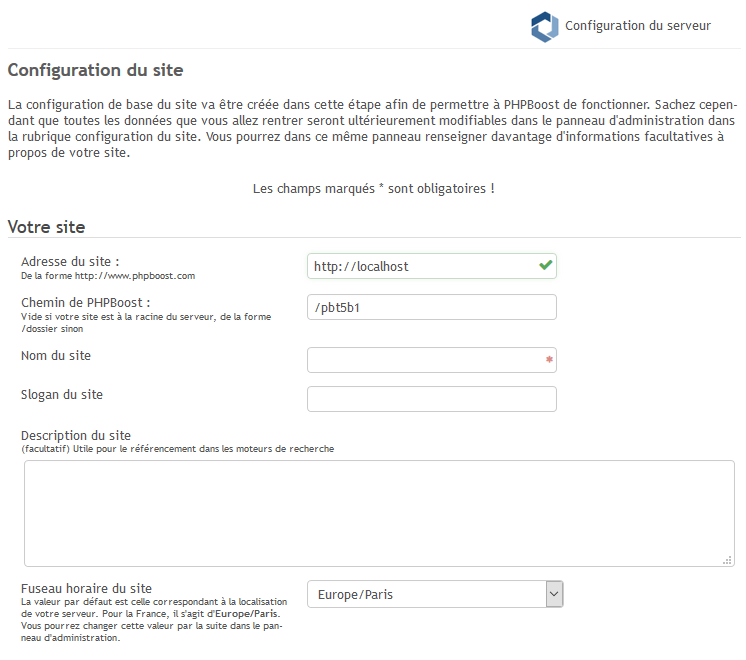 Configuration du serveur
Configuration du site
La configuration de base du site va être créée dans cette étape afin de permettre à PHPBoost de fonctionner. Sachez cepen-
dant que toutes les données que vous allez rentrer seront ultérieurement modifiables dans le panneau d'administration dans
la rubrique configuration du site. Vous pourrez dans ce même panneau renseigner davantage d'informations facultatives à
propos de votre site.
Les champs marqués * sont obligatoires !
Votre site
Adresse du site :
De la forme http://www.phpboost.com
http://localhost
Chemin de PHPBoost :
Vide si votre site est à la racine du serveur, de la forme
/dossier sinon
/pbt5b1
Nom du site
*
Slogan du site
Description du site
(facultatif) Utile pour le référencement dans les moteurs de recherche
Fuseau horaire du site
La valeur par défaut est celle correspondant à la localisation
de votre serveur. Pour la France, il s'agit d'Europe/Paris.
Vous pourrez changer cette valeur par la suite dans le pan-
neau d'administration.
Europe/Paris